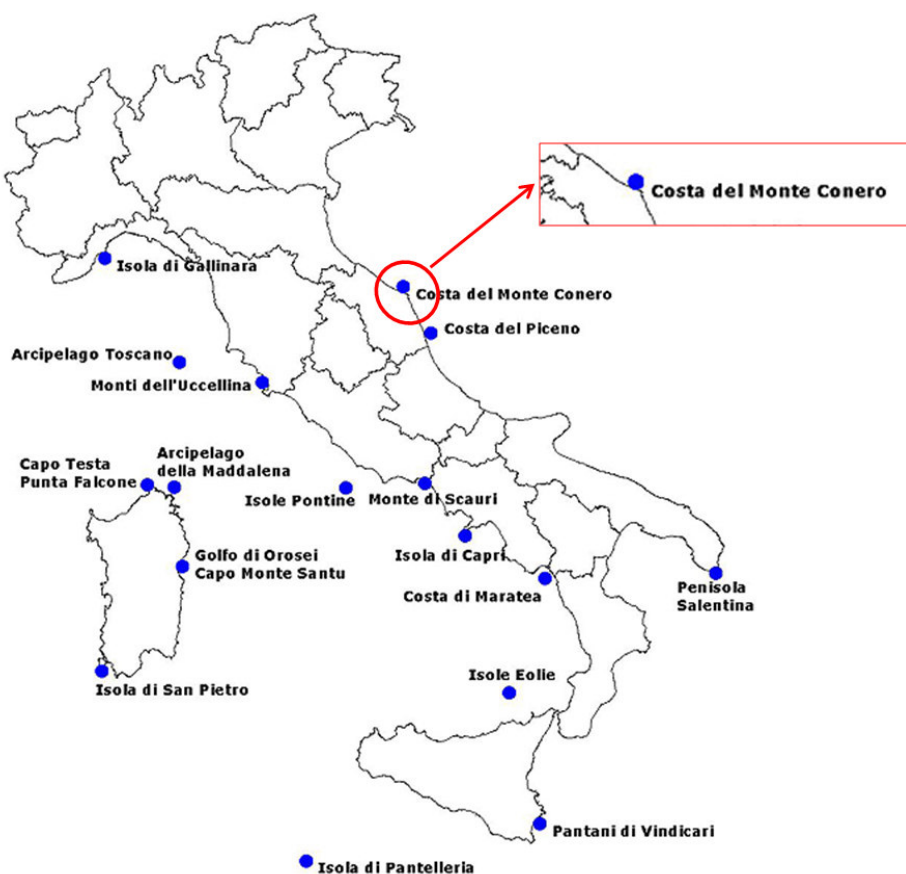 Costa del Monte Conero
Isola di Gallinara
Costa del Monte Conero
Costa del Piceno
Arcipelago Toscano
Monti dell'Uccellina
Capo Testa
Punta Falcone
Arcipelago
della Maddalena
Isole Pontine
Monte di Scauri
Golfo di Orosei
Capo Monte Santu
Isola di Capri
Costa di Maratea
Penisola
Salentina
Isole Eolie
Isola di San Pietro
Pantani di Vindicari
Isola di Pantelleria